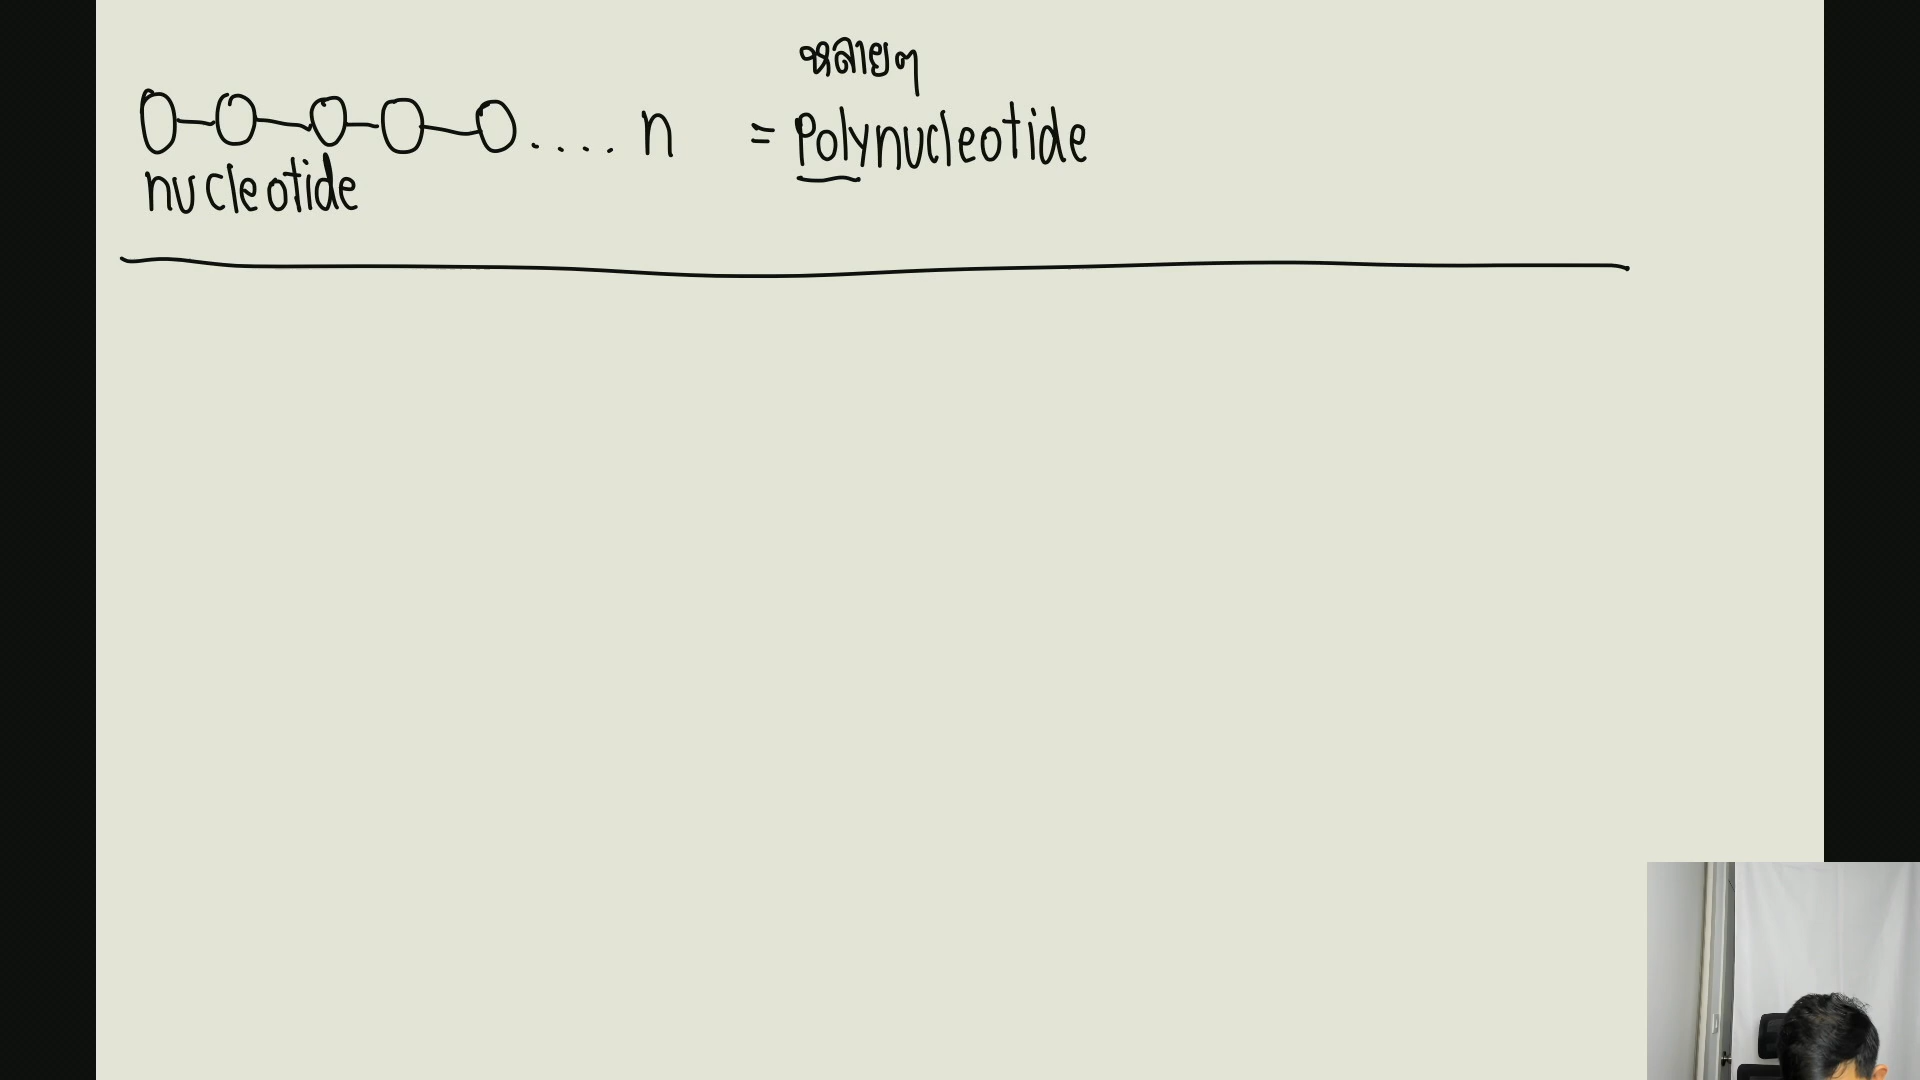 หลายๆ
.... n = Polynucleotide
nucleotide